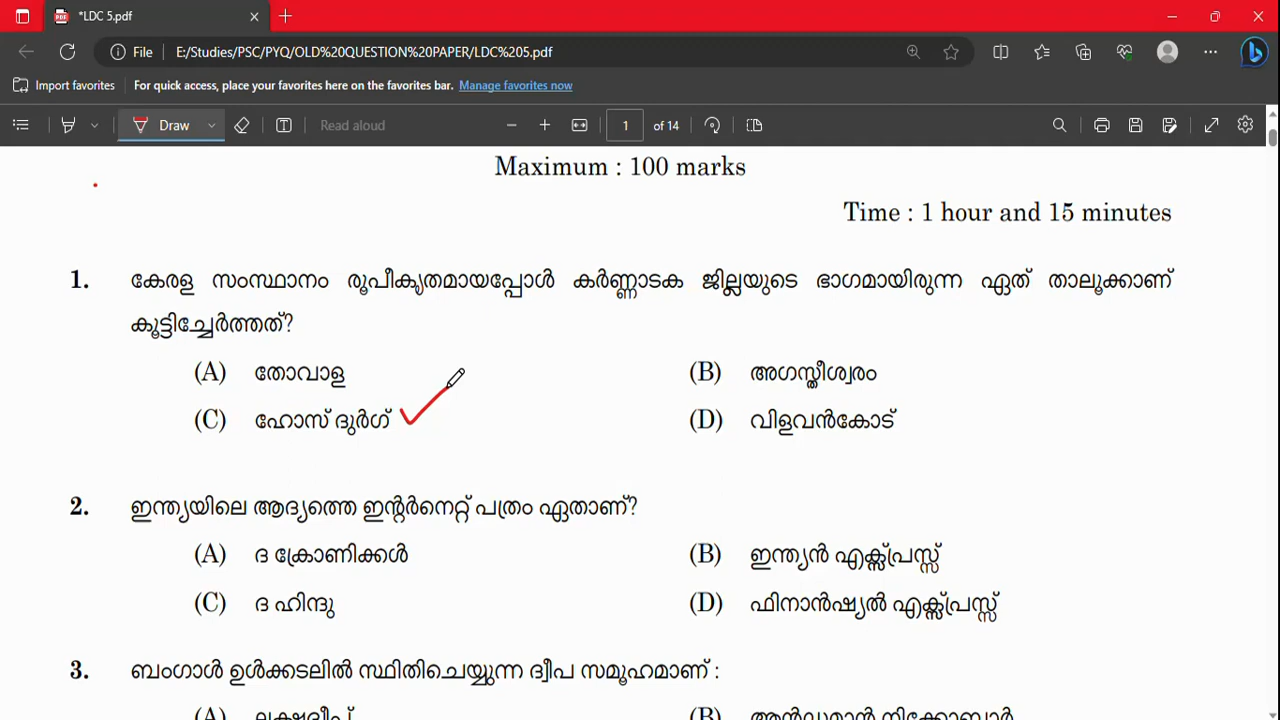 *LDC 5.pdf
File E:/Studies/PSC/PYQ/OLD%20QUESTION%20PAPER/LDC%205.pdf
Import favorites For quick access, place your favorites here on the favorites bar. Manage favorites now
Draw Read aloud 1 of 14
Maximum : 100 marks
Time : 1 hour and 15 minutes
1. കേരള സംസ്ഥാനം രൂപീകൃതമായപ്പോൾ കർണ്ണാടക ജില്ലയുടെ ഭാഗമായിരുന്ന ഏത് താലൂക്കാണ്
കൂട്ടിച്ചേർത്തത്?
(A) തോവാള (B) അഗസ്തീശ്വരം
(C) ഹോസ് ദുർഗ് (D) വിളവൻകോട്
2. ഇന്ത്യയിലെ ആദ്യത്തെ ഇന്റർനെറ്റ് പത്രം ഏതാണ്?
(A) ദ ക്രോണിക്കൾ (B) ഇന്ത്യൻ എക്സ്പ്രസ്സ്
(C) ദ ഹിന്ദു (D) ഫിനാൻഷ്യൽ എക്സ്പ്രസ്സ്
3. ബംഗാൾ ഉൾക്കടലിൽ സ്ഥിതിചെയ്യുന്ന ദ്വീപ സമൂഹമാണ് :
(A) ലക്ഷദ്വീപ് (B) ആൻഡമാൻ നിക്കോബാർ